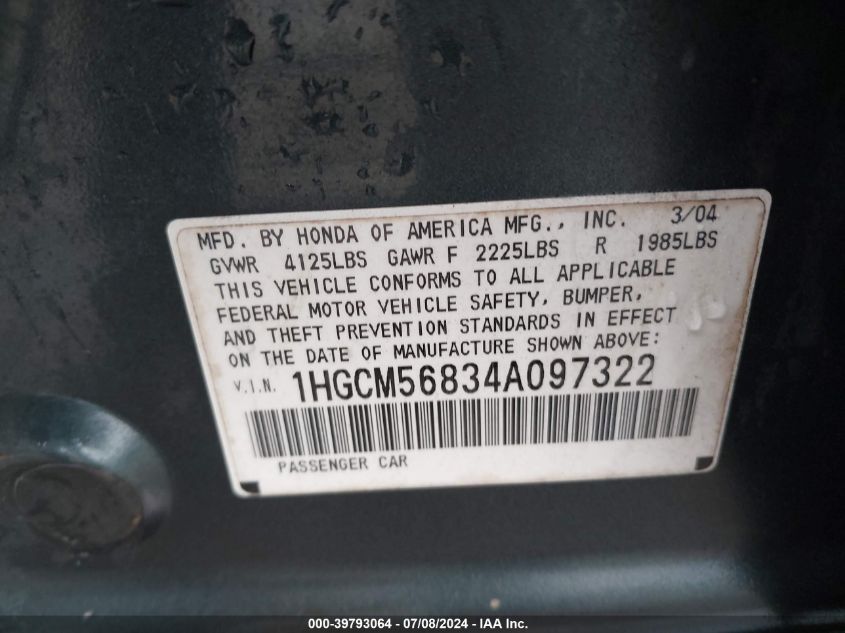 MFD. BY HONDA OF AMERICA MFG., INC. 3/04
GVWR 4125LBS GAWR F 2225LBS R 1985LBS
THIS VEHICLE CONFORMS TO ALL APPLICABLE
FEDERAL MOTOR VEHICLE SAFETY, BUMPER,
AND THEFT PREVENTION STANDARDS IN EFFECT
ON THE DATE OF MANUFACTURE SHOWN ABOVE:
V.I.N. 1HGCM56834A097322
PASSENGER CAR
000-39793064 - 07/08/2024 - IAA Inc.